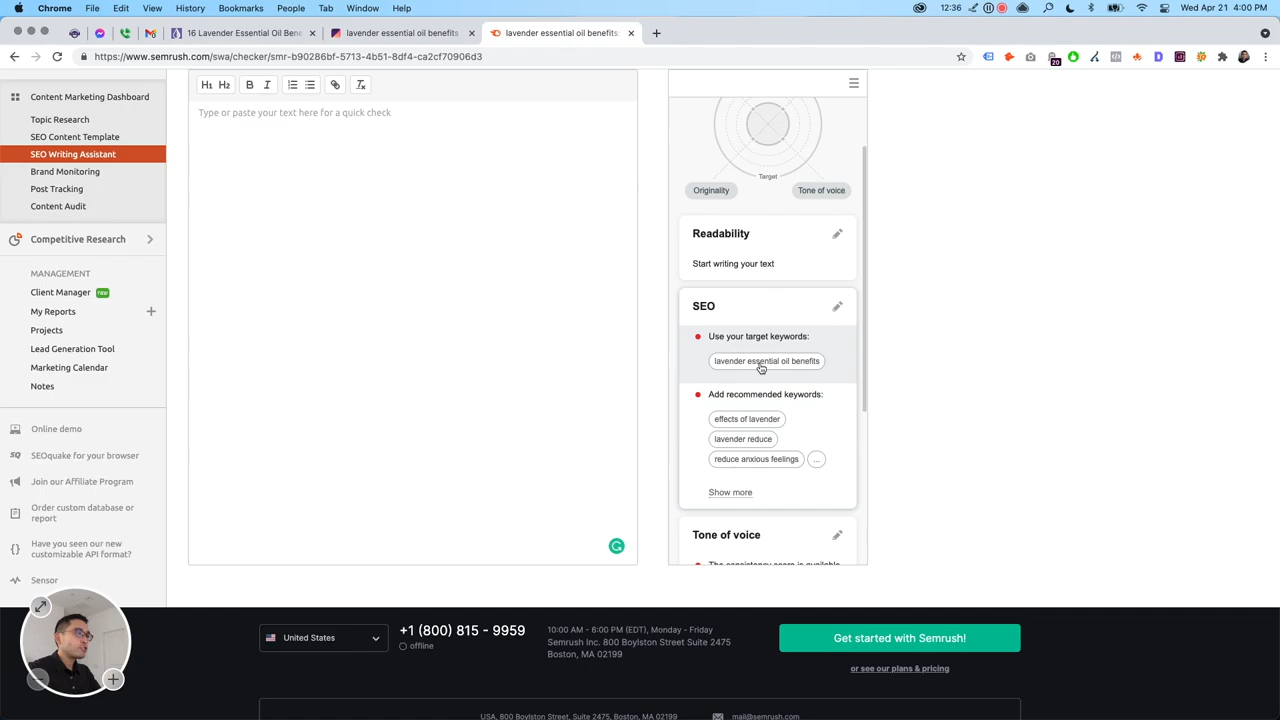 Chrome File Edit View History Bookmarks People Tab Window Help 12:36 Wed Apr 21 4:00 PM
16 Lavender Essential Oil Bene lavender essential oil benefits lavender essential oil benefits:
https://www.semrush.com/swa/checker/smr-b90286bf-5713-4b51-8df4-ca2cf70906d3
20
H1 H2 B I
Content Marketing Dashboard
Type or paste your text here for a quick check
Topic Research
SEO Content Template
SEO Writing Assistant
Brand Monitoring
Post Tracking
Content Audit
Competitive Research
MANAGEMENT
Client Manager new
My Reports
Projects
Lead Generation Tool
Marketing Calendar
Notes
Online demo
SEOquake for your browser
Join our Affiliate Program
Order custom database or
report
Have you seen our new
customizable API format?
Sensor
Target
Originality Tone of voice
Readability
Start writing your text
SEO
Use your target keywords:
lavender essential oil benefits
Add recommended keywords:
effects of lavender
lavender reduce
reduce anxious feelings ...
Show more
Tone of voice
The consistency score is available
United States
+1 (800) 815 - 9959
offline
10:00 AM - 6:00 PM (EDT), Monday - Friday
Semrush Inc. 800 Boylston Street Suite 2475
Boston, MA 02199
Get started with Semrush!
or see our plans & pricing
USA, 800 Boylston Street, Suite 2475, Boston, MA 02199 mail@semrush.com